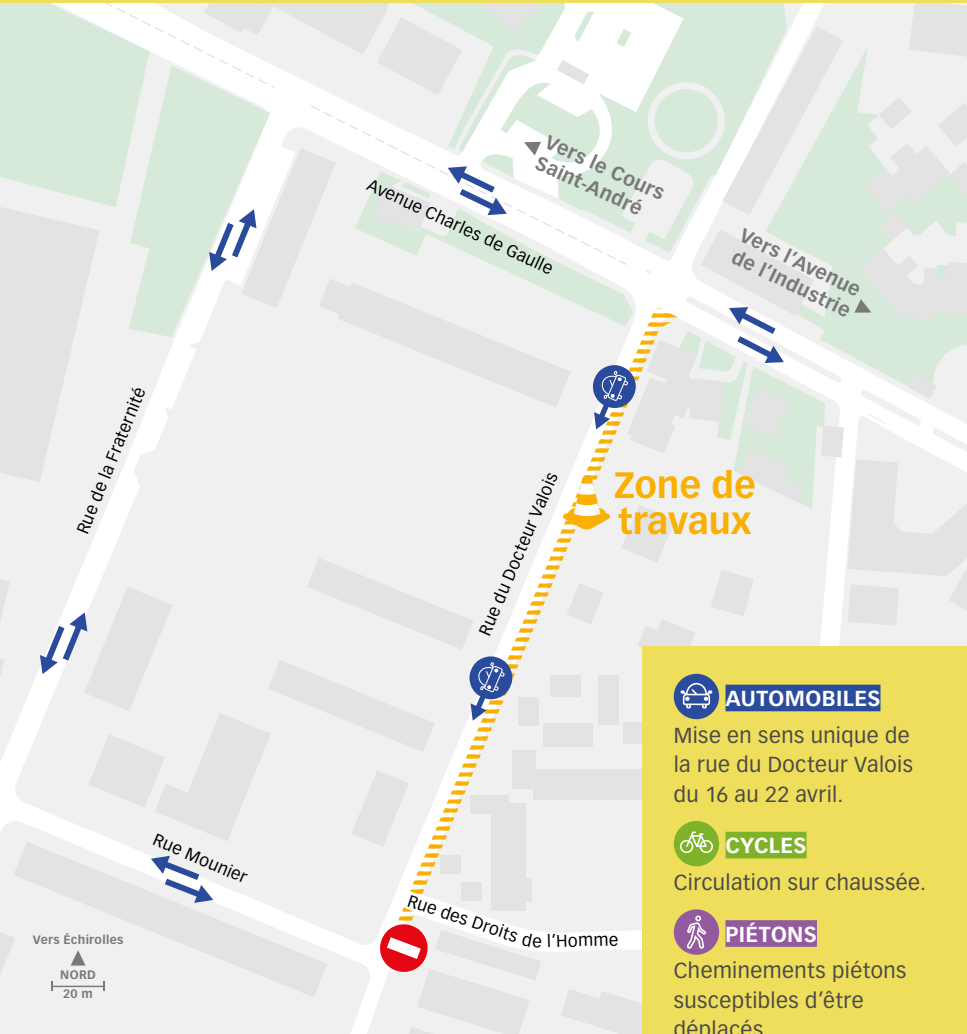 Vers le Cours
Saint-André
Avenue Charles de Gaulle
Vers l'Avenue
de l'Industrie
Rue de la Fraternité
Zone de
travaux
Rue du Docteur Valois
Rue Mounier
Rue des Droits de l'Homme
Vers Échirolles
NORD
20 m
AUTOMOBILES
Mise en sens unique de
la rue du Docteur Valois
du 16 au 22 avril.
CYCLES
Circulation sur chaussée.
PIÉTONS
Cheminements piétons
susceptibles d'être
déplacés